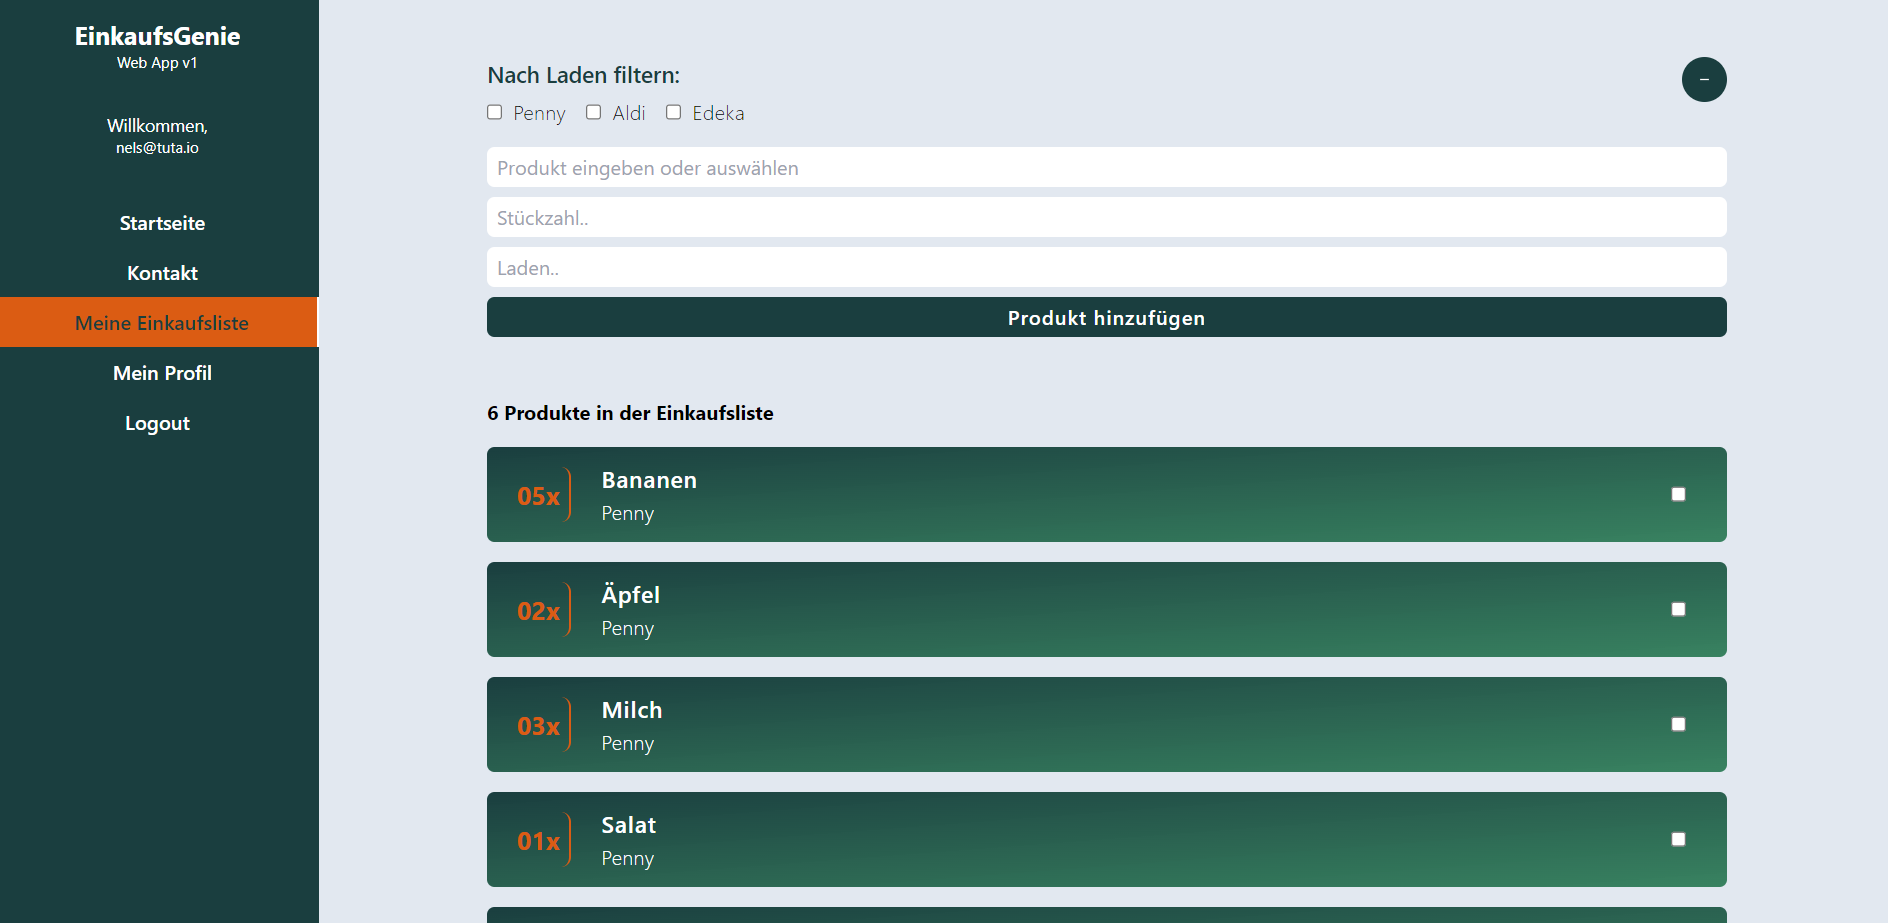 EinkaufsGenie
Web App v1
Willkommen,
nels@tuta.io
Startseite
Kontakt
Meine Einkaufsliste
Mein Profil
Logout
Nach Laden filtern:
–
Penny Aldi Edeka
Produkt eingeben oder auswählen
Stückzahl..
Laden..
Produkt hinzufügen
6 Produkte in der Einkaufsliste
05x
Bananen
Penny
02x
Äpfel
Penny
03x
Milch
Penny
01x
Salat
Penny